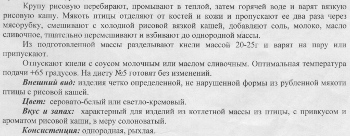 Крупу рисовую перебирают, промывают в теплой, затем горячей воде и варят вязкую
рисовую кашу. Мякоть птицы отделяют от костей и кожи и пропускают ее два раза через
мясорубку, смешивают с холодной рисовой вязкой кашей, добавляют соль, молоко, масло
сливочное, тщательно перемешивают и взбивают до однородной массы.
Из подготовленной массы разделывают кнели массой 20-25г и варят на пару или
припускают.
Отпускают кнели с соусом молочным или маслом сливочным. Оптимальная температура
подачи +65 градусов. На диету №5 готовят без изменений.
Внешний вид: изделия четко определенной, не нарушенной формы из рубленной мякоти
птицы с рисовой кашей.
Цвет: серовато-белый или светло-кремовый.
Вкус и запах: характерный для изделий из котлетной массы из птицы, с привкусом и
ароматом рисовой каши, в меру солоноватый.
Консистенция: однородная, рыхлая.